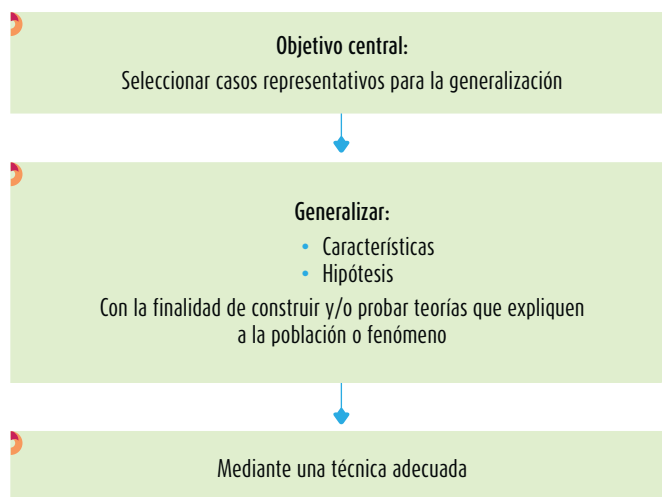 Objetivo central:
Seleccionar casos representativos para la generalización
Generalizar:
• Características
• Hipótesis
Con la finalidad de construir y/o probar teorías que expliquen
a la población o fenómeno
Mediante una técnica adecuada